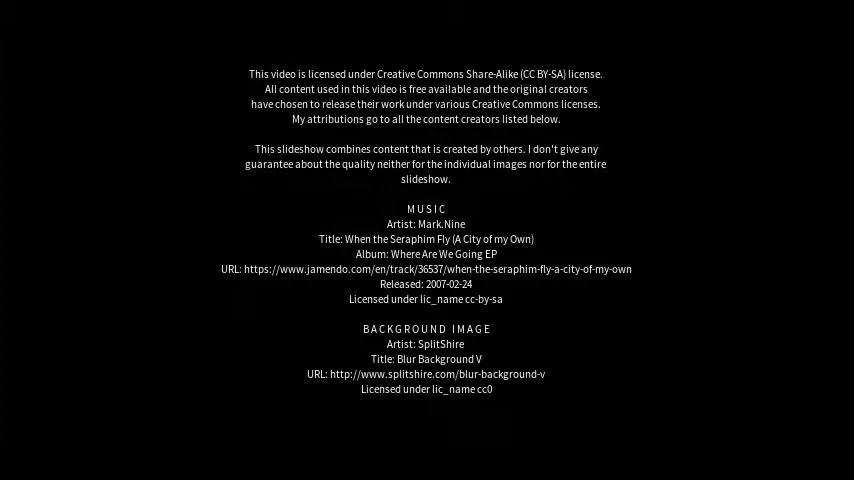 This video is licensed under Creative Commons Share-Alike (CC BY-SA) license.
All content used in this video is free available and the original creators
have chosen to release their work under various Creative Commons licenses.
My attributions go to all the content creators listed below.
This slideshow combines content that is created by others. I don't give any
guarantee about the quality neither for the individual images nor for the entire
slideshow.
MUSIC
Artist: Mark.Nine
Title: When the Seraphim Fly (A City of my Own)
Album: Where Are We Going EP
URL: https://www.jamendo.com/en/track/36537/when-the-seraphim-fly-a-city-of-my-own
Released: 2007-02-24
Licensed under lic_name cc-by-sa
BACKGROUND IMAGE
Artist: SplitShire
Title: Blur Background V
URL: http://www.splitshire.com/blur-background-v
Licensed under lic_name cc0